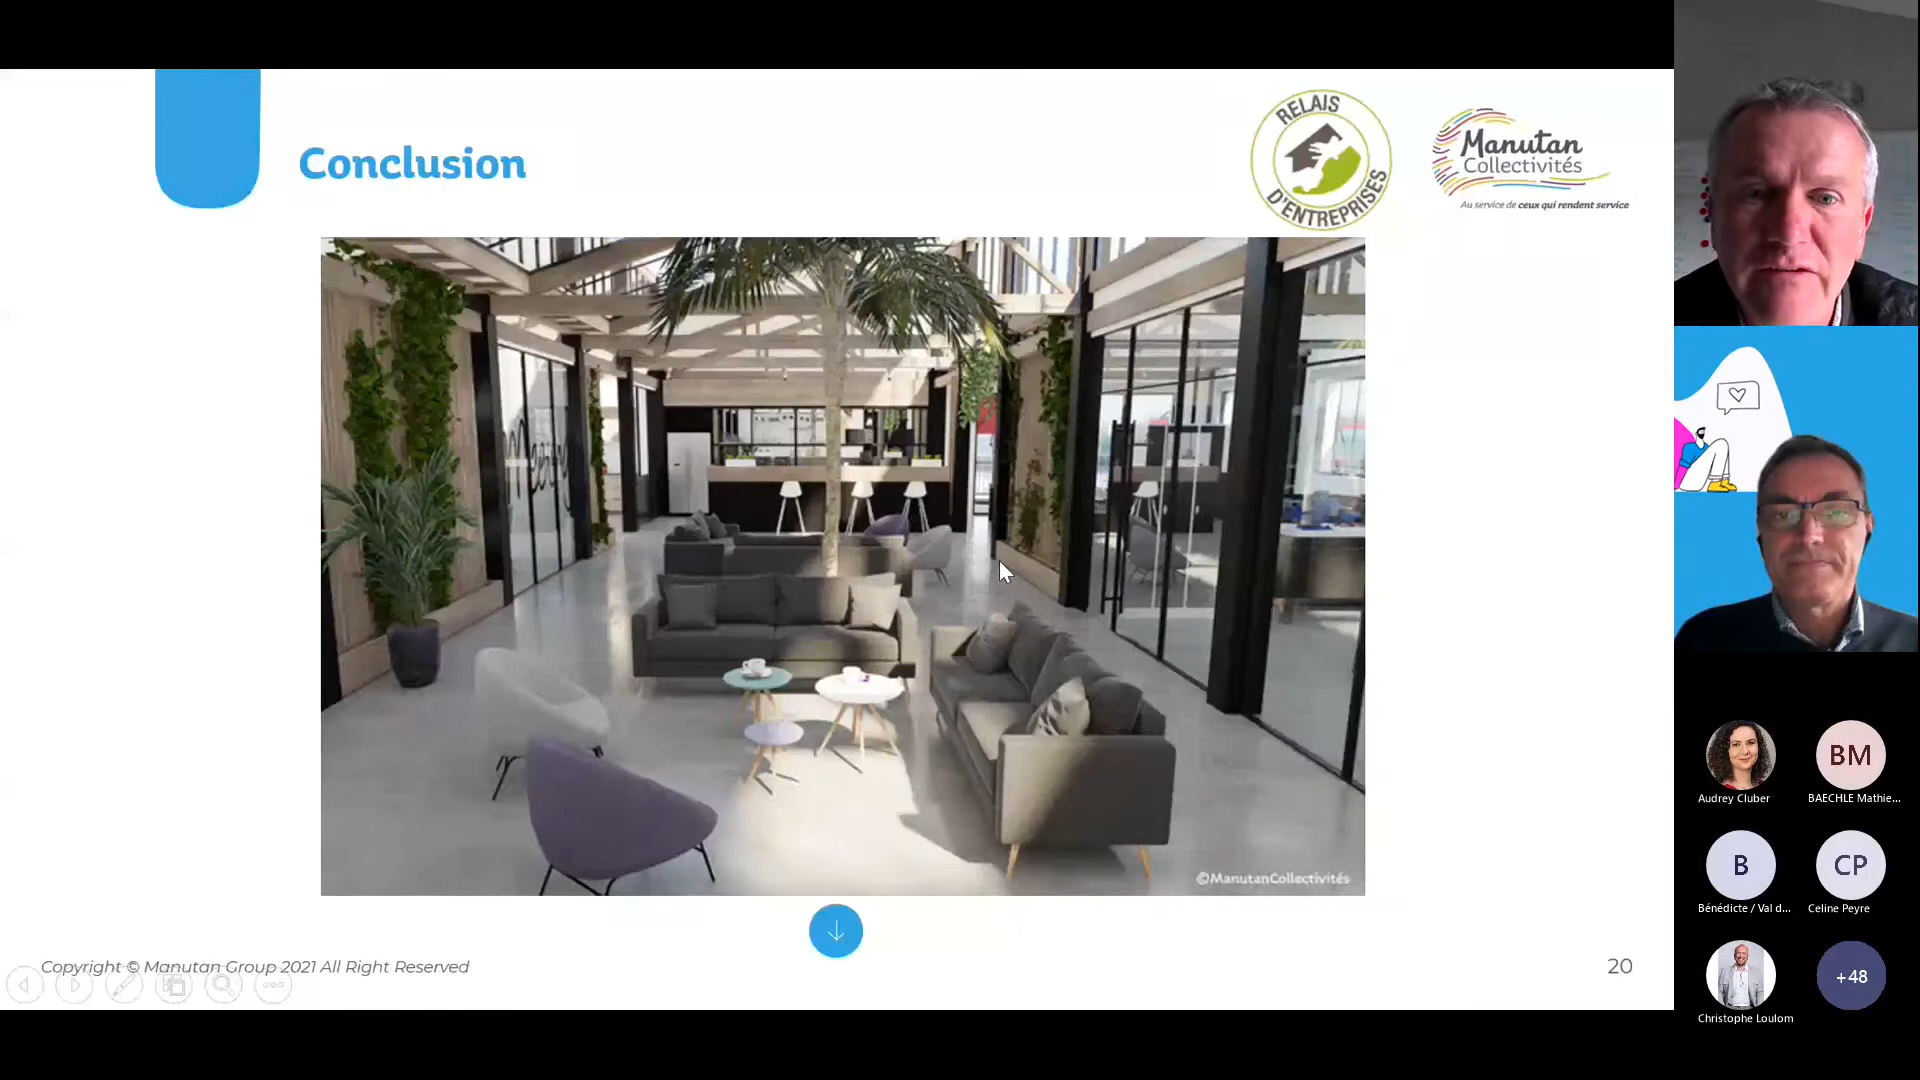 Conclusion
RELAIS
D'ENTREPRISES
Manutan
Collectivités
Au service de ceux qui rendent service
©ManutanCollectivités
Copyright © Manutan Group 2021 All Right Reserved
20
Audrey Cluber
BM
BAECHLE Mathie...
B
Bénédicte / Val d...
CP
Celine Peyre
Christophe Loulom
+48